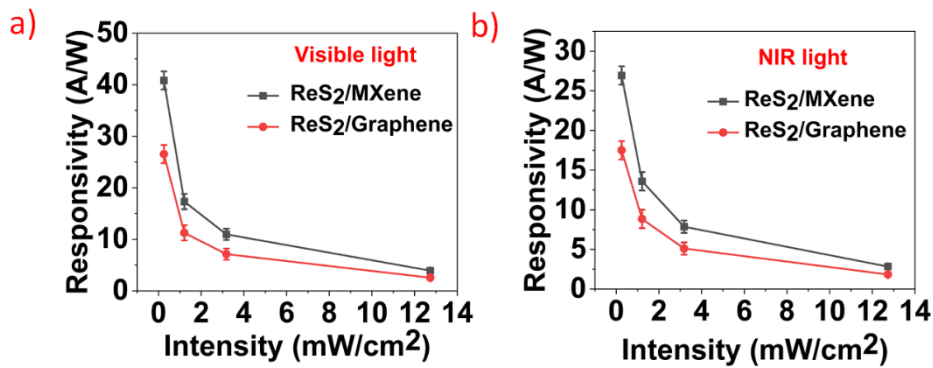 a)
Visible light
ReS2/MXene
ReS2/Graphene
Responsivity (A/W)
50
40
30
20
10
0
0 2 4 6 8 10 12 14
Intensity (mW/cm2)
b)
NIR light
ReS2/MXene
ReS2/Graphene
Responsivity (A/W)
30
25
20
15
10
5
0
0 2 4 6 8 10 12 14
Intensity (mW/cm2)